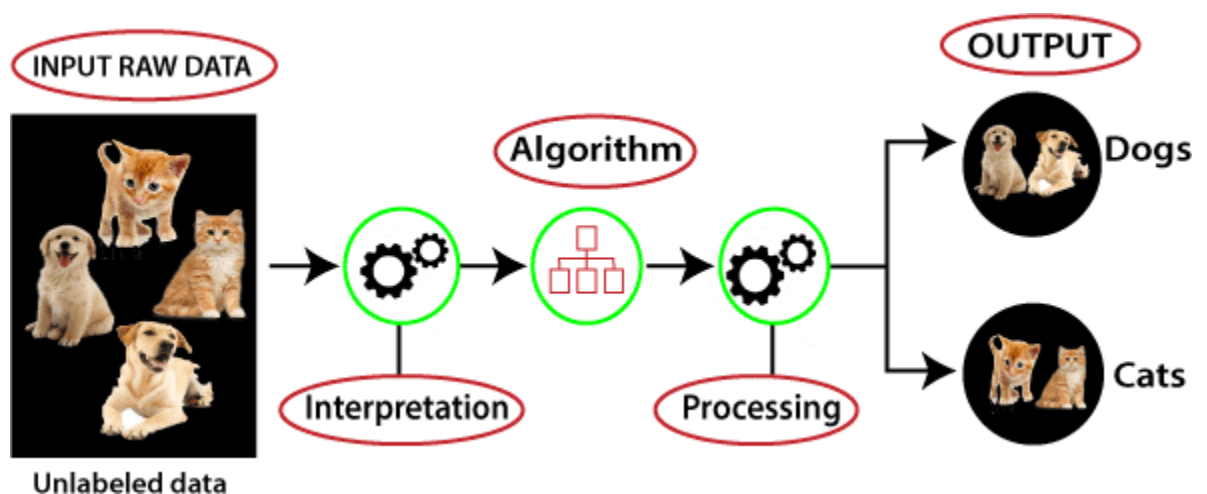 INPUT RAW DATA
Unlabeled data
Interpretation
Algorithm
Processing
OUTPUT
Dogs
Cats